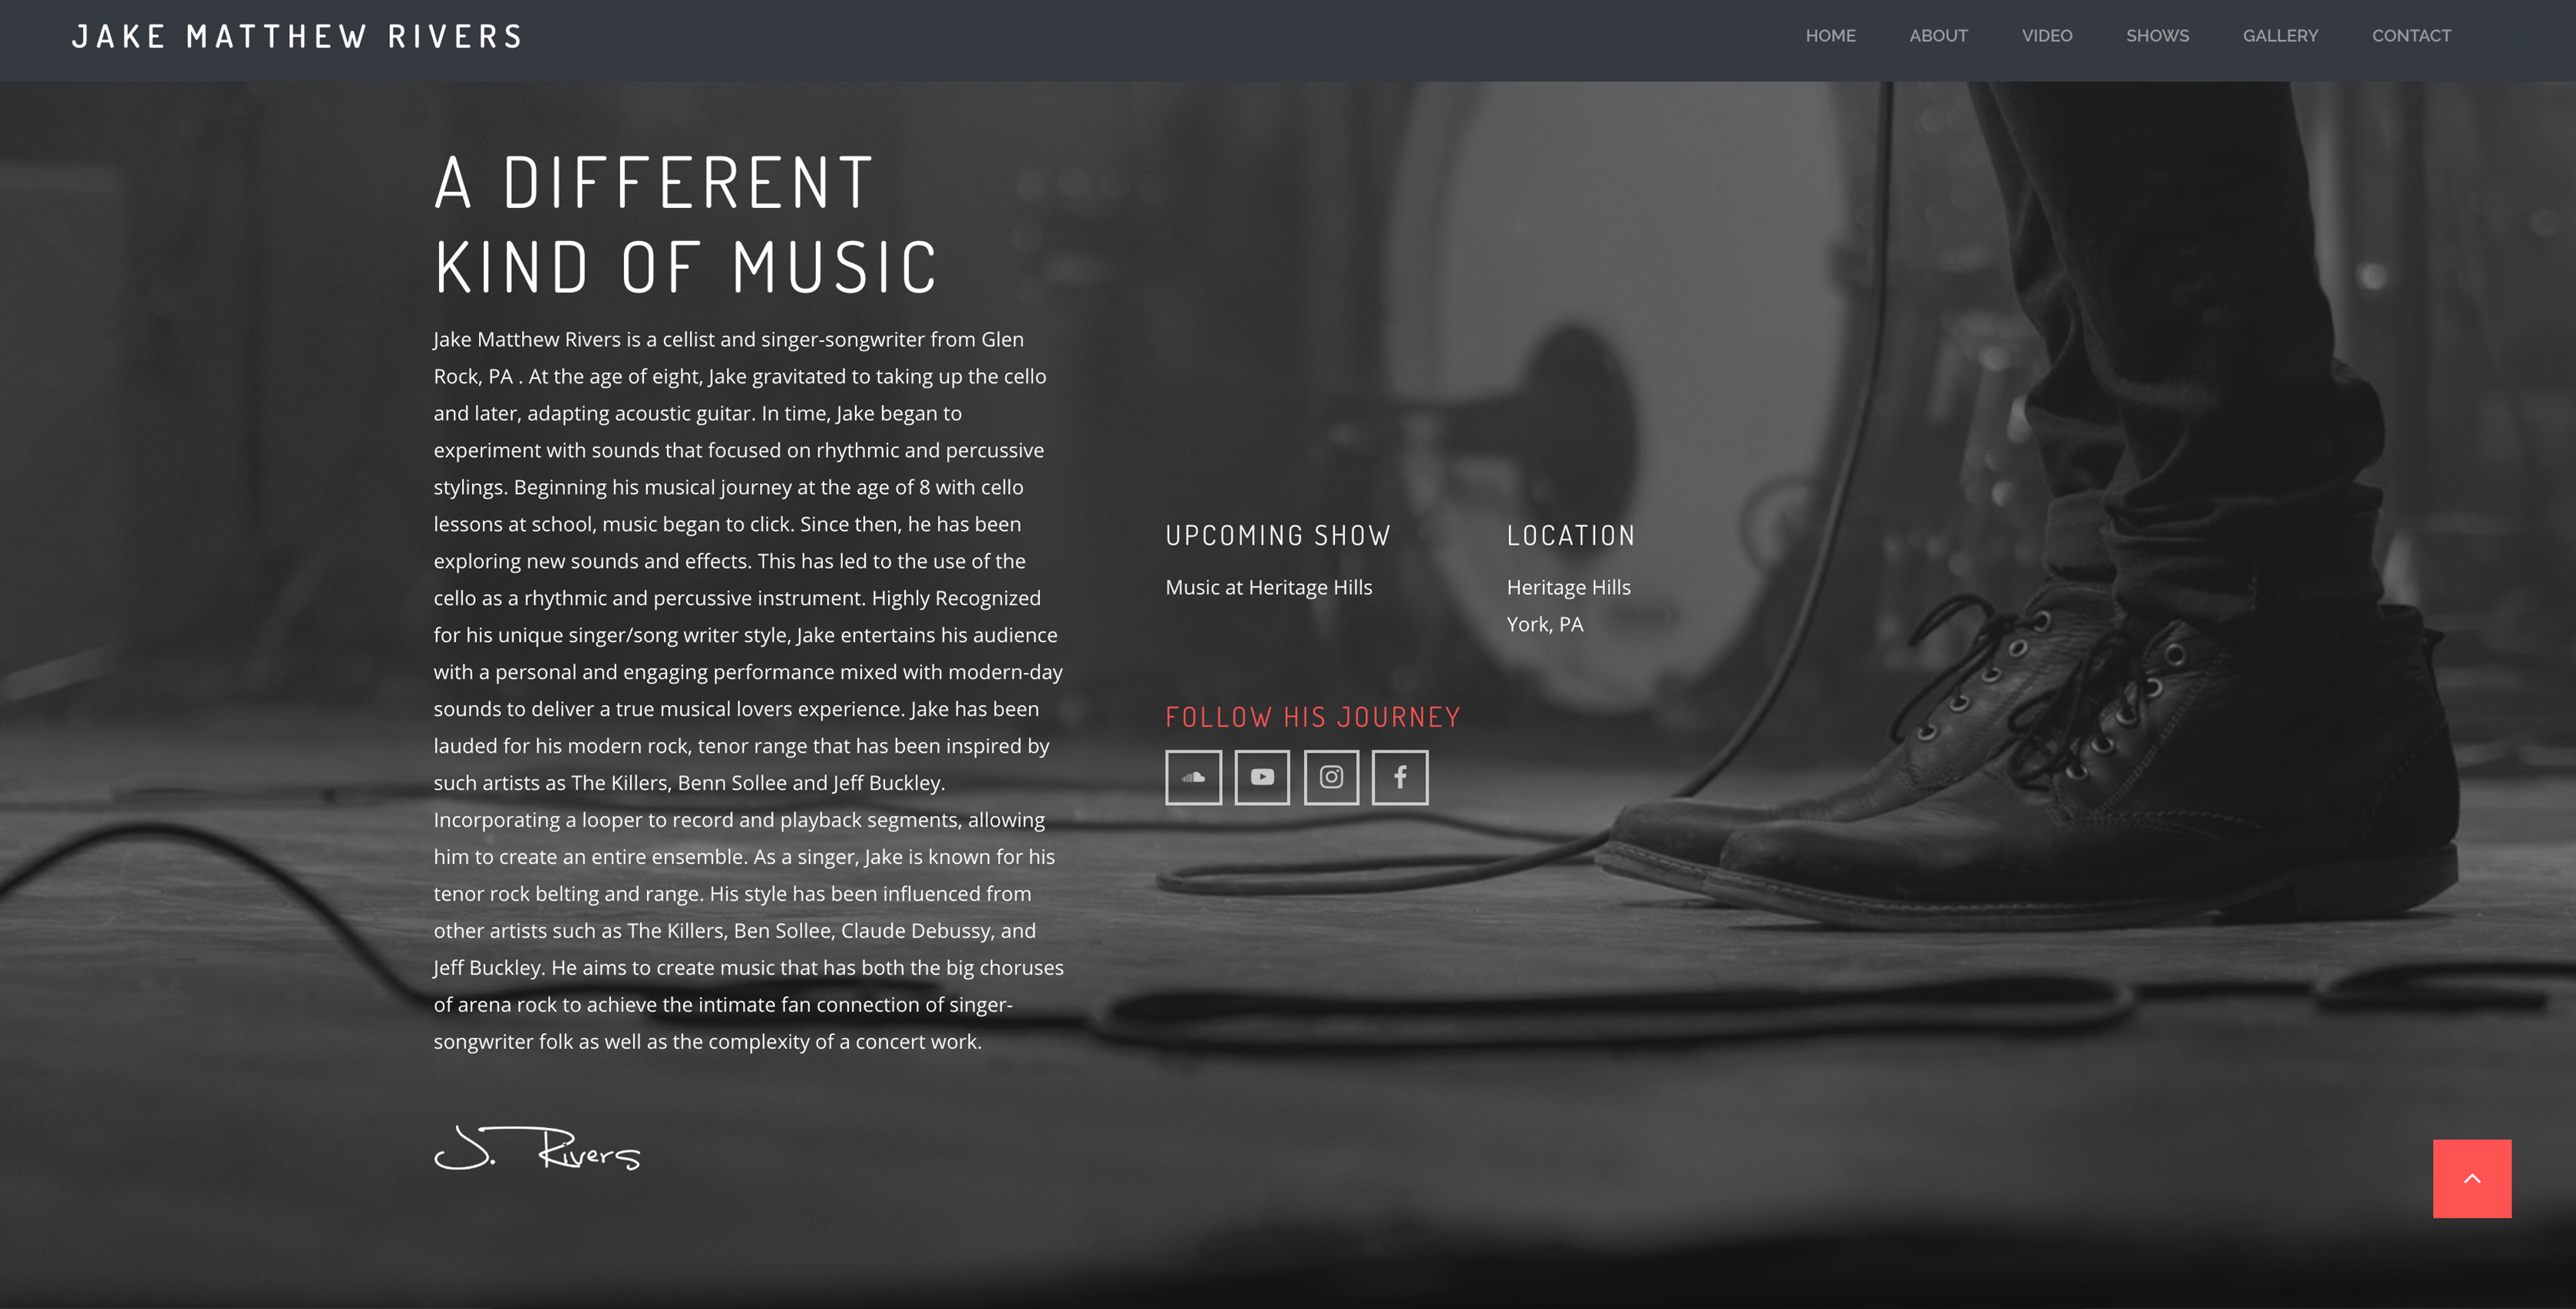 JAKE MATTHEW RIVERS
HOME ABOUT VIDEO SHOWS GALLERY CONTACT
A DIFFERENT
KIND OF MUSIC
Jake Matthew Rivers is a cellist and singer-songwriter from Glen
Rock, PA . At the age of eight, Jake gravitated to taking up the cello
and later, adapting acoustic guitar. In time, Jake began to
experiment with sounds that focused on rhythmic and percussive
stylings. Beginning his musical journey at the age of 8 with cello
lessons at school, music began to click. Since then, he has been
exploring new sounds and effects. This has led to the use of the
cello as a rhythmic and percussive instrument. Highly Recognized
for his unique singer/song writer style, Jake entertains his audience
with a personal and engaging performance mixed with modern-day
sounds to deliver a true musical lovers experience. Jake has been
lauded for his modern rock, tenor range that has been inspired by
such artists as The Killers, Benn Sollee and Jeff Buckley.
Incorporating a looper to record and playback segments, allowing
him to create an entire ensemble. As a singer, Jake is known for his
tenor rock belting and range. His style has been influenced from
other artists such as The Killers, Ben Sollee, Claude Debussy, and
Jeff Buckley. He aims to create music that has both the big choruses
of arena rock to achieve the intimate fan connection of singer-
songwriter folk as well as the complexity of a concert work.
J. Rivers
UPCOMING SHOW
Music at Heritage Hills
LOCATION
Heritage Hills
York, PA
FOLLOW HIS JOURNEY